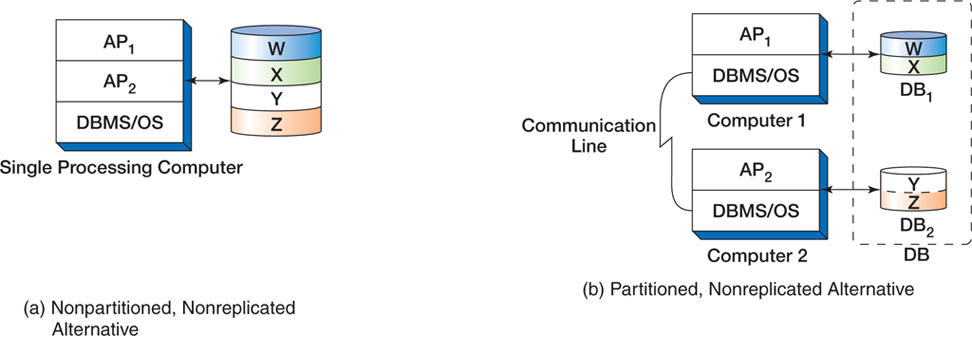 AP1
AP2
DBMS/OS
W
X
Y
Z
Single Processing Computer
(a) Nonpartitioned, Nonreplicated
Alternative
AP1
DBMS/OS
Computer 1
W
X
DB1
Communication
Line
AP2
DBMS/OS
Computer 2
Y
Z
DB2
DB
(b) Partitioned, Nonreplicated Alternative